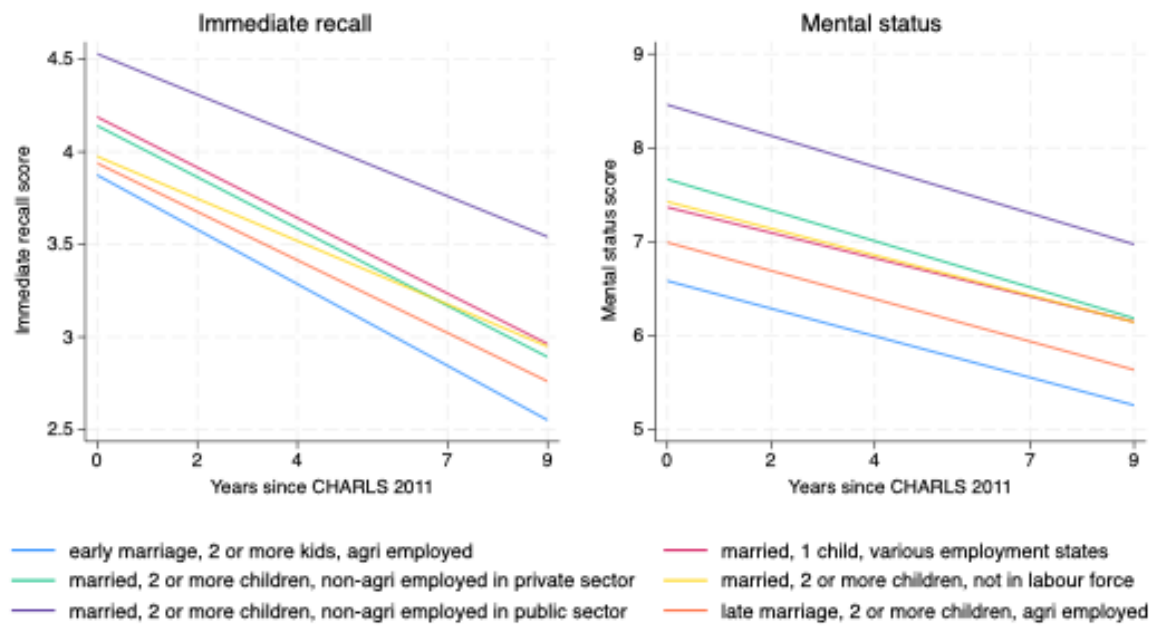 Immediate recall
Mental status
Immediate recall score
4.5
4
3.5
3
2.5
0 2 4 7 9
Years since CHARLS 2011
Mental status score
9
8
7
6
5
0 2 4 7 9
Years since CHARLS 2011
early marriage, 2 or more kids, agri employed
married, 2 or more children, non-agri employed in private sector
married, 2 or more children, non-agri employed in public sector
married, 1 child, various employment states
married, 2 or more children, not in labour force
late marriage, 2 or more children, agri employed